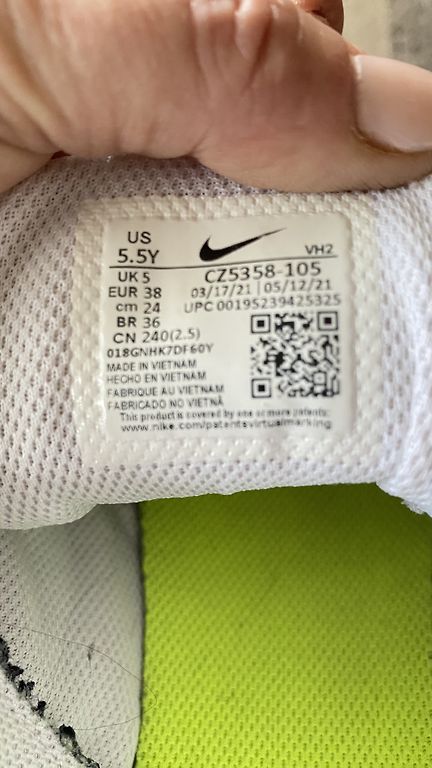 US
5.5Y
VH2
UK 5
CZ5358-105
EUR 38
03/17/21 | 05/12/21
cm 24
UPC 00195239425325
BR 36
CN 240(2.5)
018GNHK7DF60Y
MADE IN VIETNAM
HECHO EN VIETNAM
FABRIQUE AU VIETNAM
FABRICADO NO VIETNÃ
This product is covered by one or more patents:
www.nike.com/patentsvirtualmarking